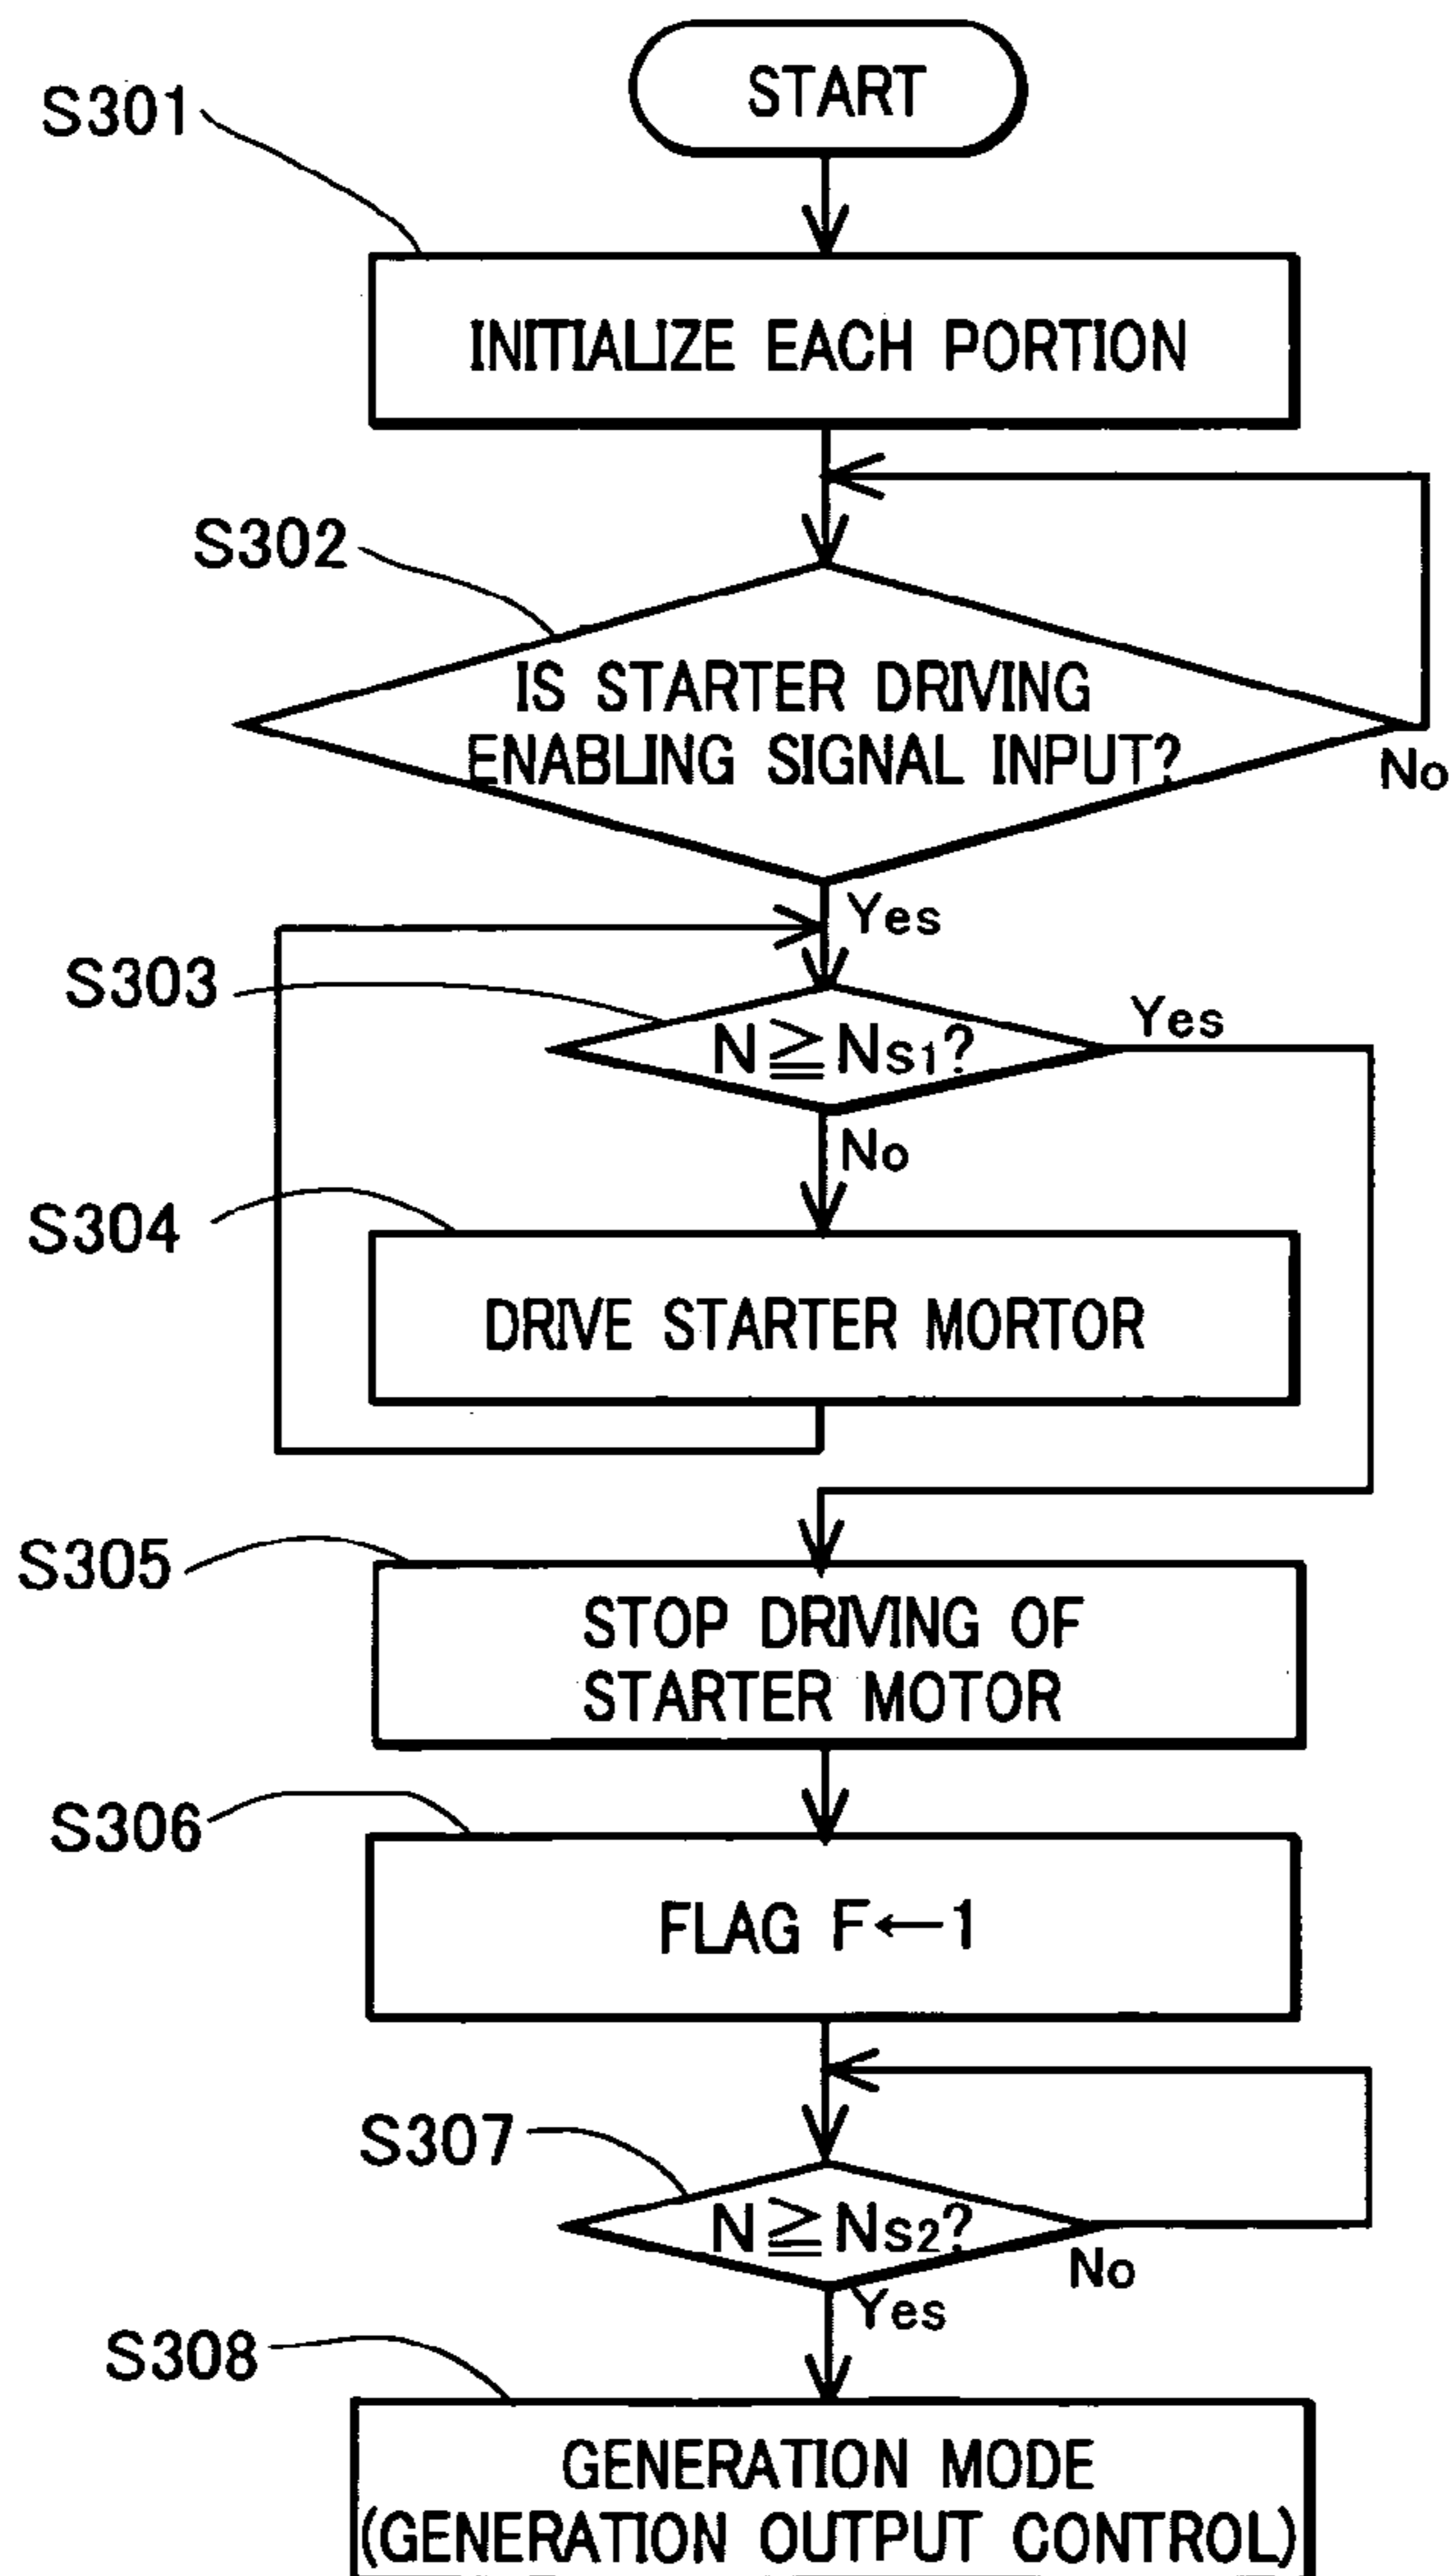 START
S301
INITIALIZE EACH PORTION
S302
IS STARTER DRIVING
ENABLING SIGNAL INPUT?
No
Yes
S303
N≧NS1?
Yes
No
S304
DRIVE STARTER MORTOR
S305
STOP DRIVING OF
STARTER MOTOR
S306
FLAG F←1
S307
N≧NS2?
No
Yes
S308
GENERATION MODE
(GENERATION OUTPUT CONTROL)